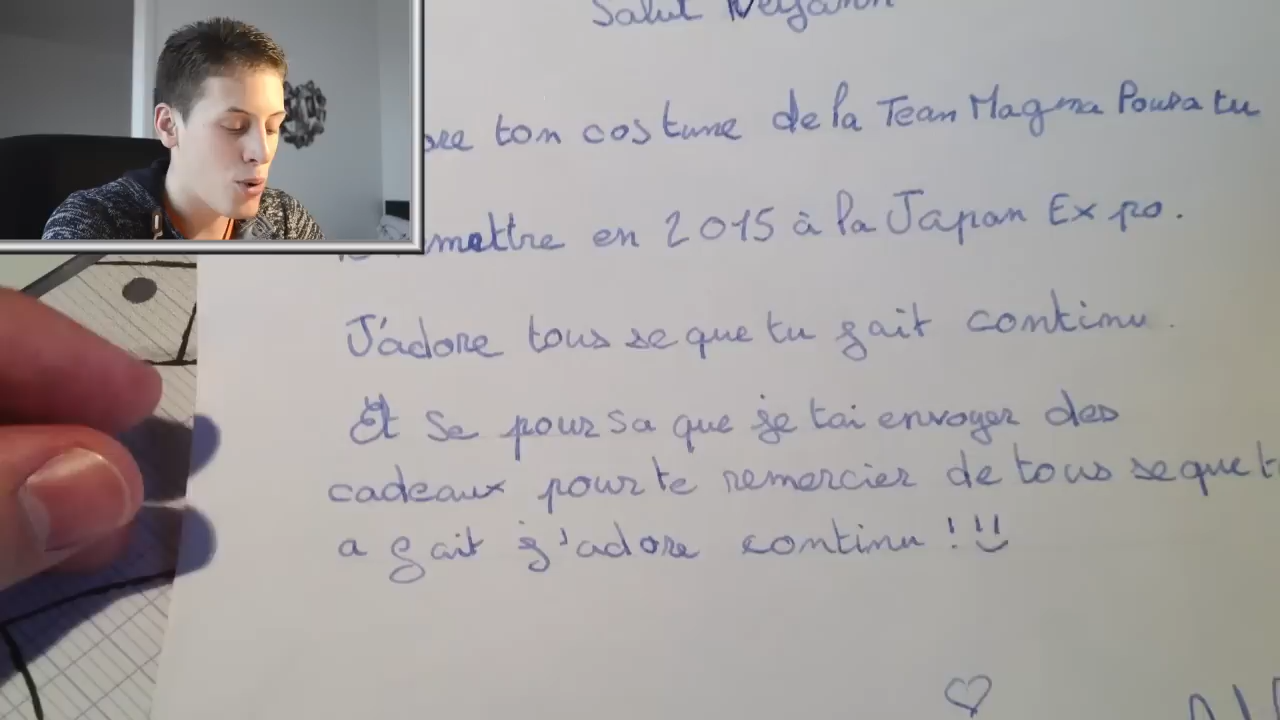 Salut
ton costume de la Team Magma Poura tu
mettre en 2015 à la Japan Expo.
J'adore tous se que tu fait continu.
Et se pour sa que je tai envoyer des
cadeaux pour te remercier de tous se que t
a fait j'adore continu !!!